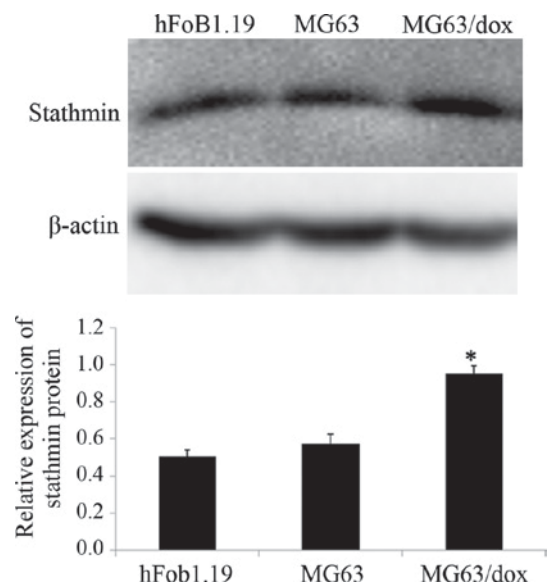 hFoB1.19 MG63 MG63/dox
Stathmin
β-actin
Relative expression of
stathmin protein
1.2
1.0
0.8
0.6
0.4
0.2
0.0
*
hFob1.19 MG63 MG63/dox